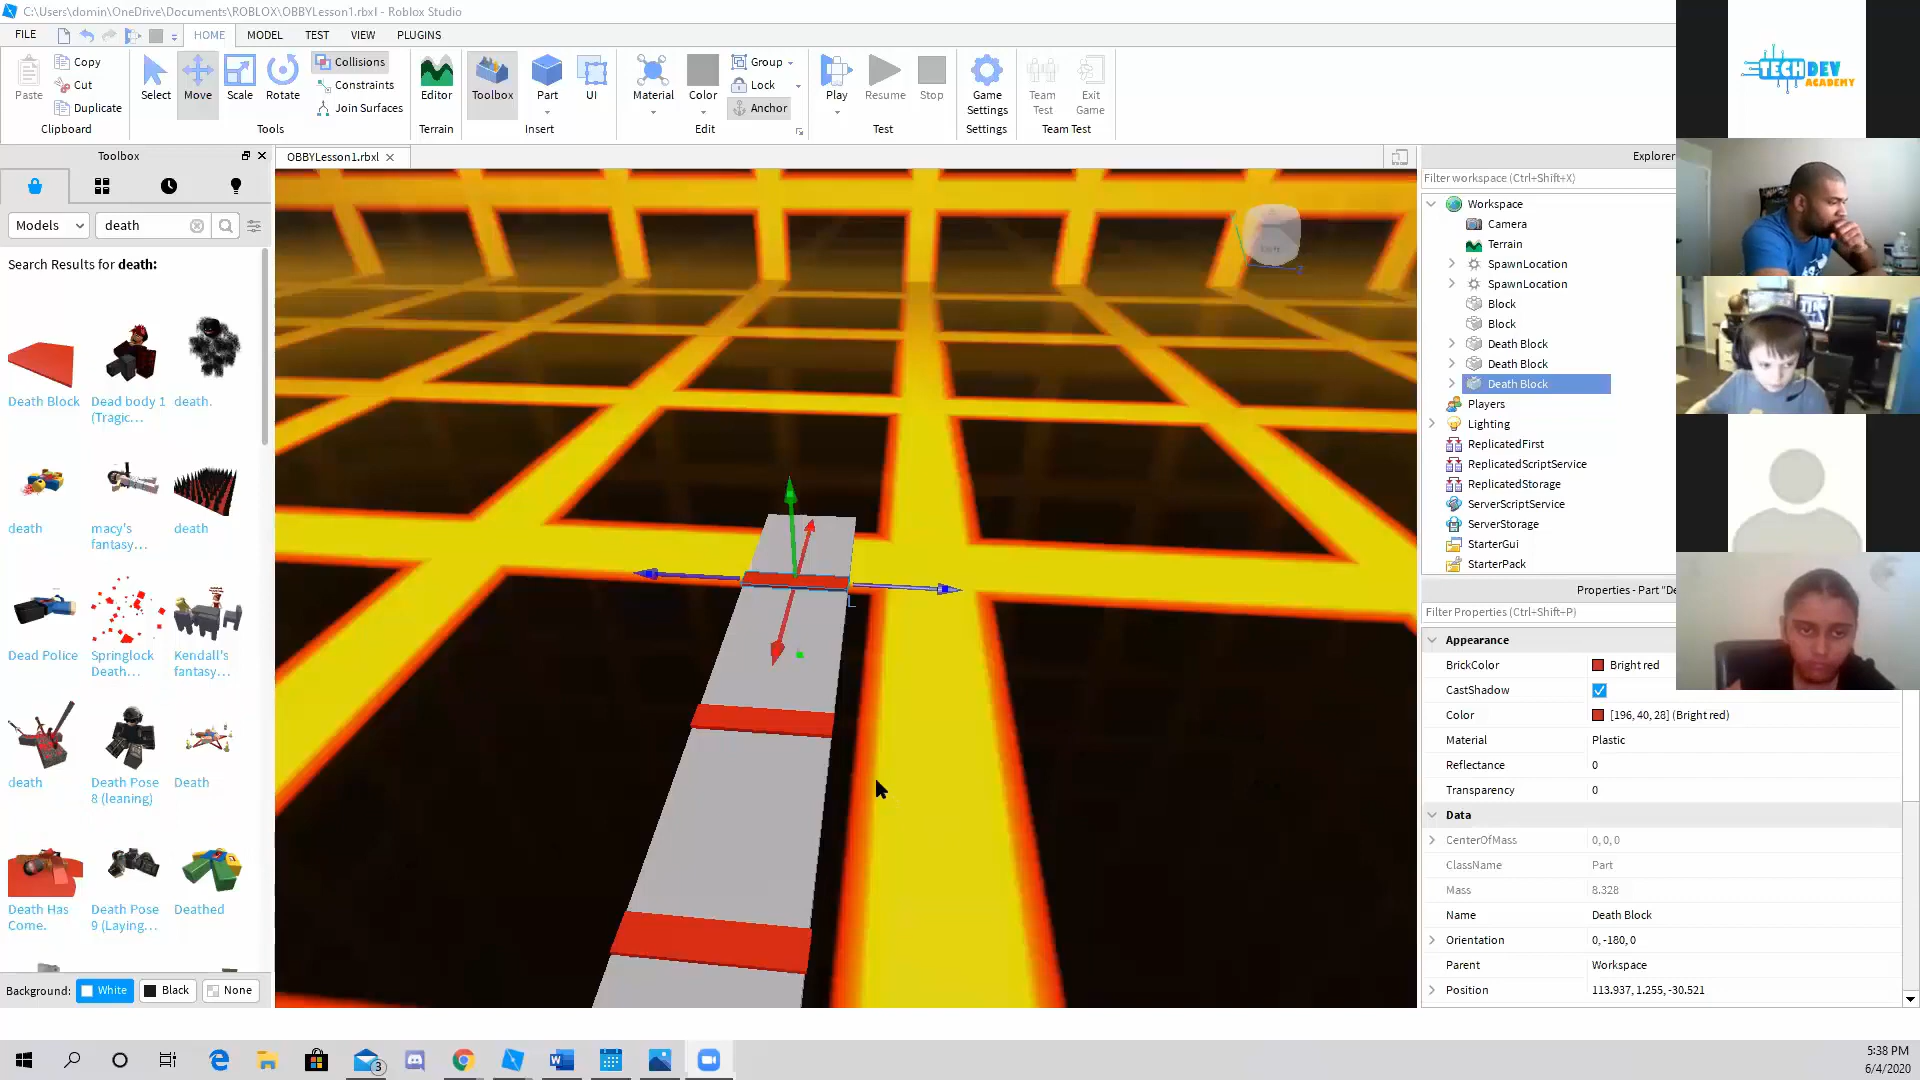 C:\Users\domin\OneDrive\Documents\ROBLOX\OBBYLesson1.rbxl - Roblox Studio
FILE HOME MODEL TEST VIEW PLUGINS
Paste Copy Cut Duplicate
Clipboard
Select Move Scale Rotate
Collisions
Constraints
Join Surfaces
Tools
Editor
Terrain
Toolbox Part UI
Insert
Material Color
Group
Lock
Anchor
Edit
Play Resume Stop
Test
Game Settings
Settings
Team Test
Exit Game
Team Test
TECHDEV
ACADEMY
Toolbox
OBBYLesson1.rbxl
Models
death
Search Results for death:
Death Block
Dead body 1 (Tragic...
death.
death
macy's fantasy...
death
Dead Police
Springlock Death...
Kendall's fantasy...
death
Death Pose 8 (leaning)
Death
Death Has Come.
Death Pose 9 (Laying...
Deathed
Background: White Black None
Explorer
Filter workspace (Ctrl+Shift+X)
Workspace
Camera
Terrain
SpawnLocation
SpawnLocation
Block
Block
Death Block
Death Block
Death Block
Players
Lighting
ReplicatedFirst
ReplicatedScriptService
ReplicatedStorage
ServerScriptService
ServerStorage
StarterGui
StarterPack
Properties - Part "De
Filter Properties (Ctrl+Shift+P)
Appearance
BrickColor Bright red
CastShadow
Color [196, 40, 28] (Bright red)
Material Plastic
Reflectance 0
Transparency 0
Data
CenterOfMass 0, 0, 0
ClassName Part
Mass 8.328
Name Death Block
Orientation 0, -180, 0
Parent Workspace
Position 113.937, 1.255, -30.521
3
5:38 PM
6/4/2020